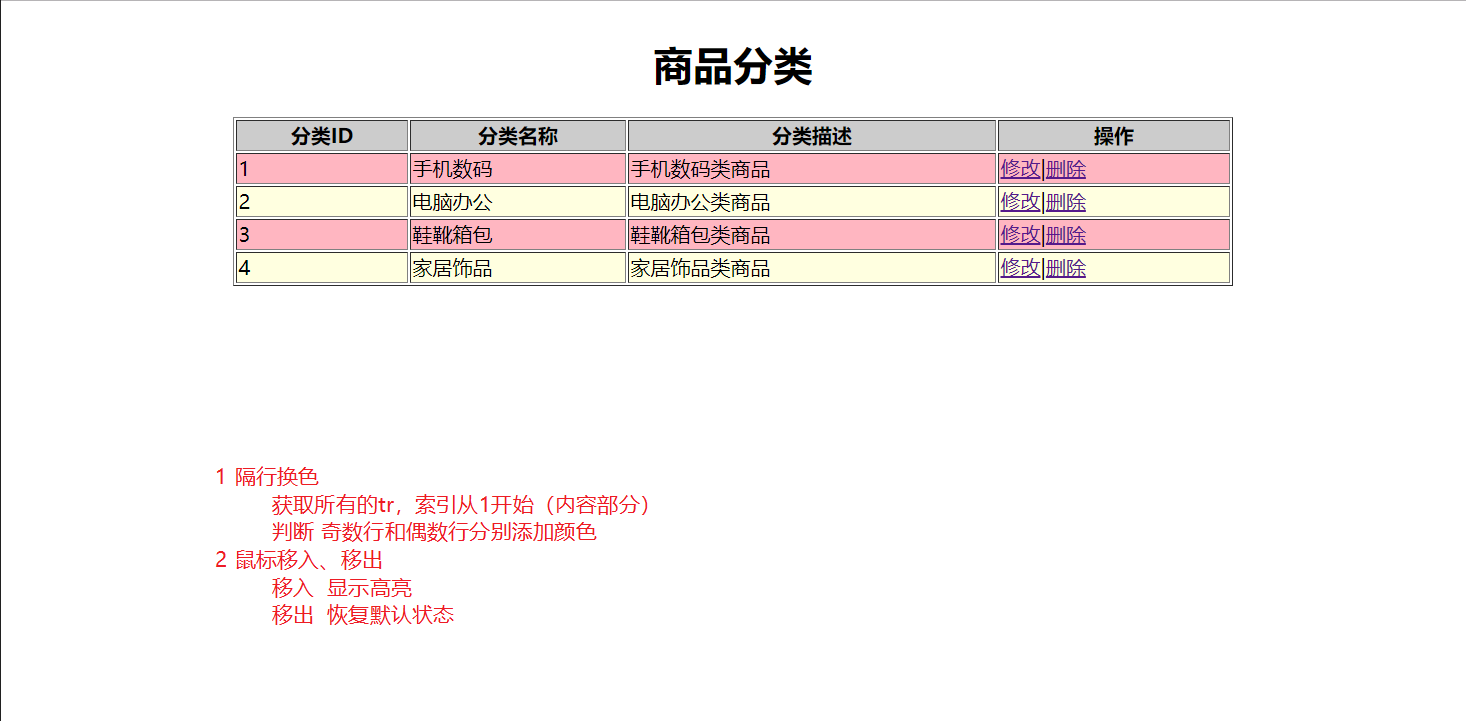 商品分类
分类ID 分类名称 分类描述 操作
1 手机数码 手机数码类商品 修改|删除
2 电脑办公 电脑办公类商品 修改|删除
3 鞋靴箱包 鞋靴箱包类商品 修改|删除
4 家居饰品 家居饰品类商品 修改|删除
1 隔行换色
获取所有的tr，索引从1开始（内容部分）
判断 奇数行和偶数行分别添加颜色
2 鼠标移入、移出
移入 显示高亮
移出 恢复默认状态